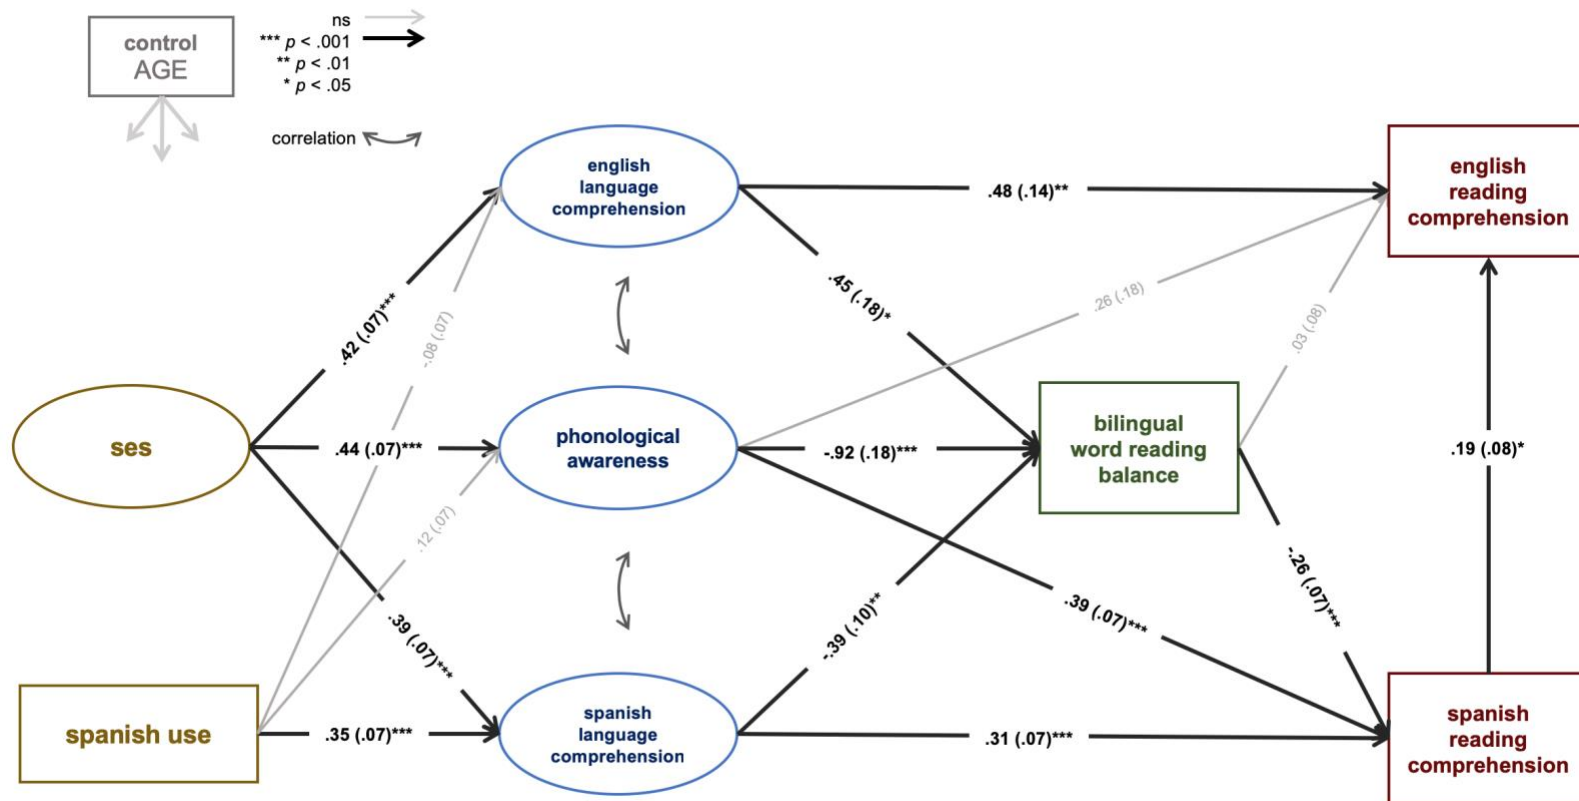 control
AGE
ns
*** p < .001
** p < .01
* p < .05
correlation
english
language
comprehension
english
reading
comprehension
.48 (.14)**
.45 (.18)*
.26 (.18)
.03 (.08)
.42 (.07)***
-.08 (.07)
ses
.44 (.07)***
phonological
awareness
-.92 (.18)***
bilingual
word reading
balance
.19 (.08)*
.12 (.07)
.39 (.07)***
-.39 (.10)**
.39 (.07)***
-.26 (.07)***
spanish use
.35 (.07)***
spanish
language
comprehension
.31 (.07)***
spanish
reading
comprehension